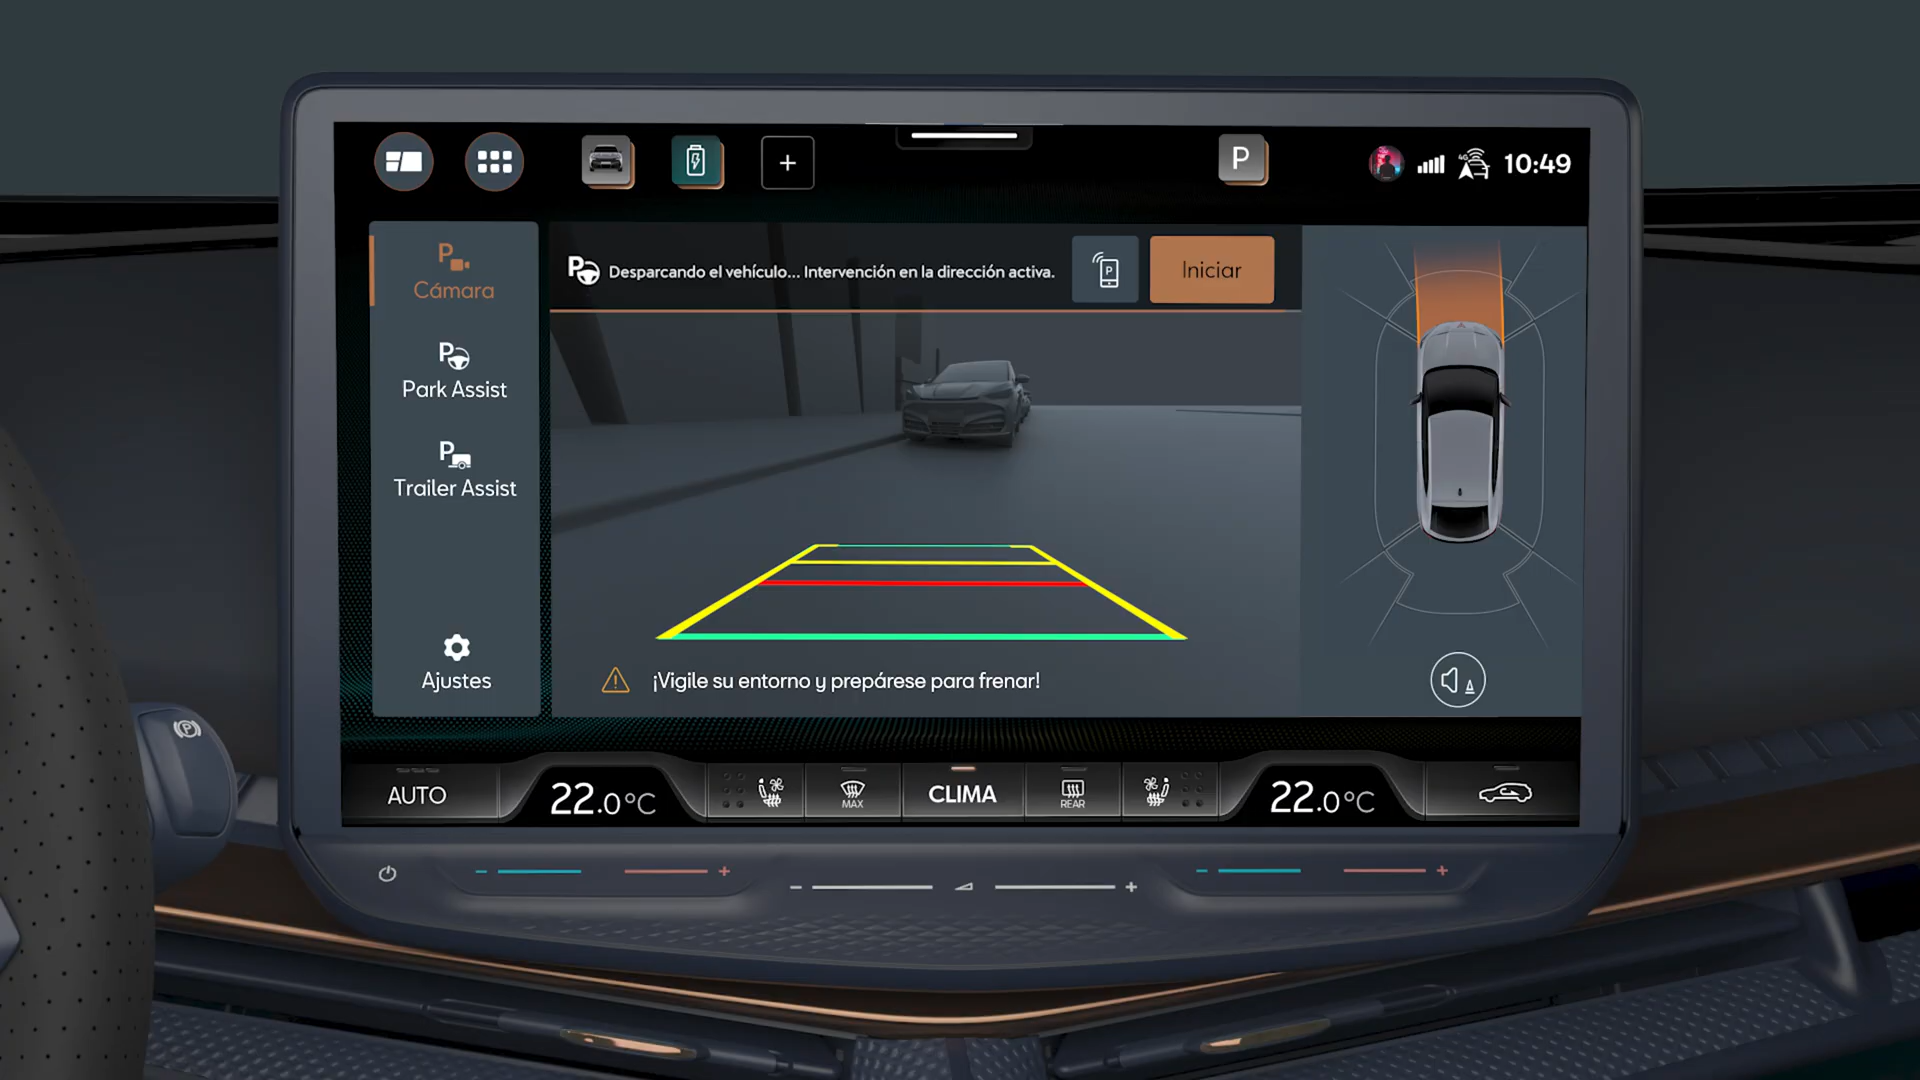 P
4G
10:49
P
Cámara
P
Park Assist
P
Trailer Assist
Ajustes
P
Desparcando el vehículo... Intervención en la dirección activa.
P
Iniciar
¡Vigile su entorno y prepárese para frenar!
P
AUTO
22.0°C
MAX
CLIMA
REAR
22.0°C